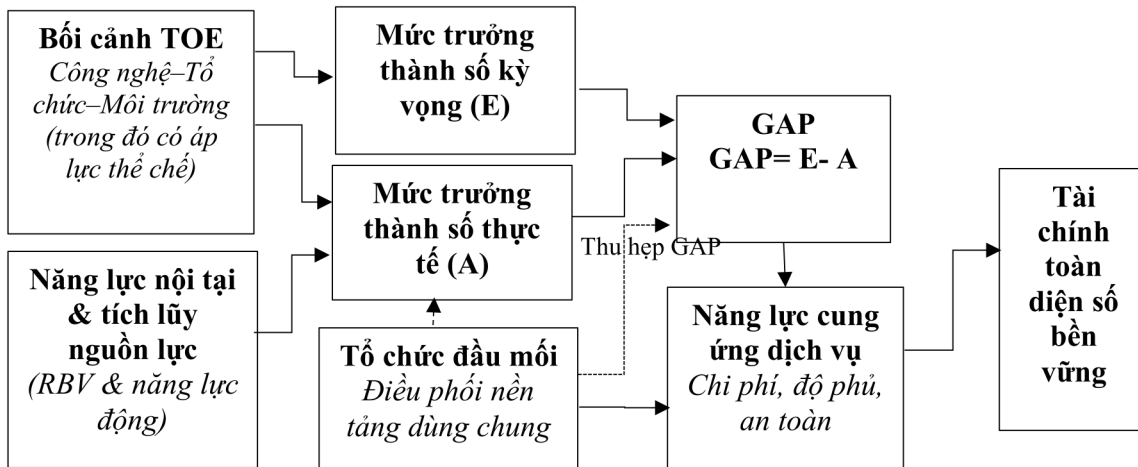 Bối cảnh TOE
Công nghệ–Tổ
chức–Môi trường
(trong đó có áp
lực thể chế)
Năng lực nội tại
& tích lũy
nguồn lực
(RBV & năng lực
động)
Mức trưởng
thành số kỳ
vọng (E)
Mức trưởng
thành số thực
tế (A)
Tổ chức đầu mối
Điều phối nền
tảng dùng chung
GAP
GAP= E- A
Thu hẹp GAP
Năng lực cung
ứng dịch vụ
Chi phí, độ phủ,
an toàn
Tài
chính
toàn
diện số
bền
vững